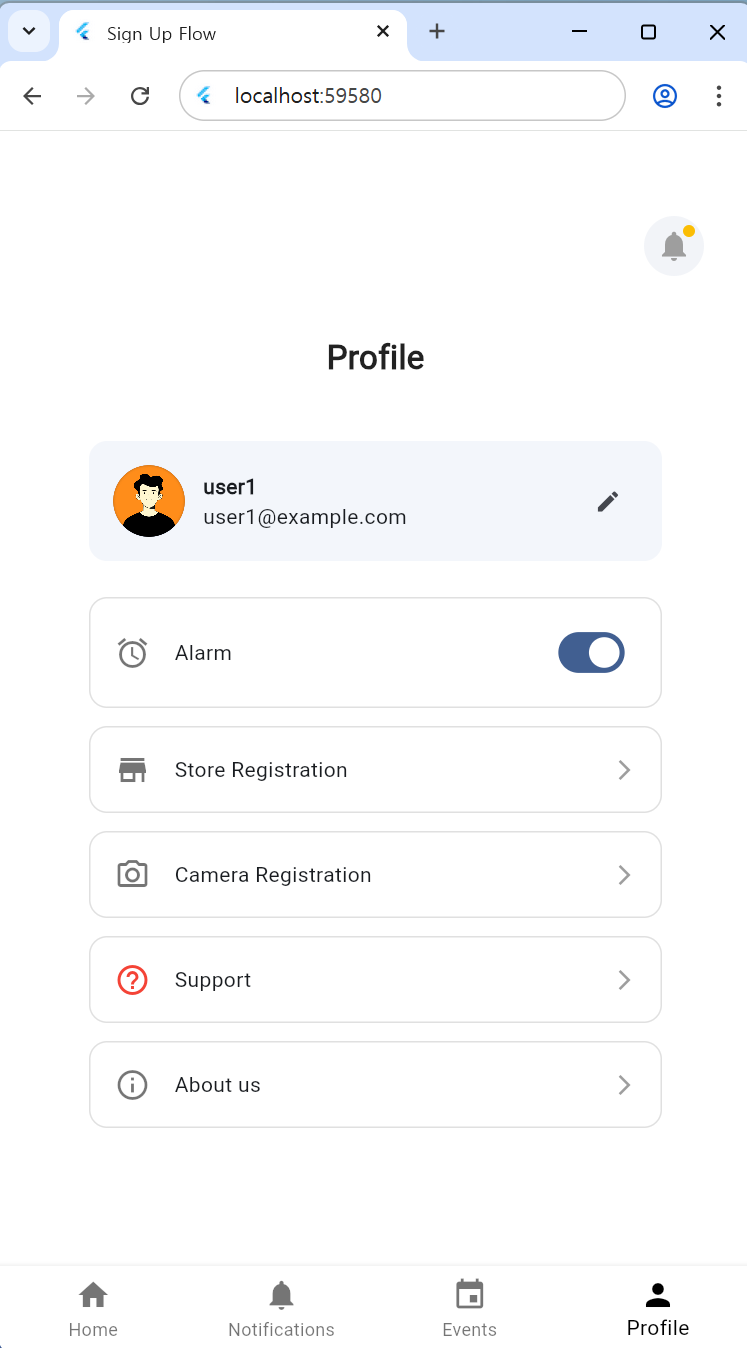 Sign Up Flow
localhost:59580
Profile
user1
user1@example.com
Alarm
Store Registration
Camera Registration
Support
About us
Home
Notifications
Events
Profile